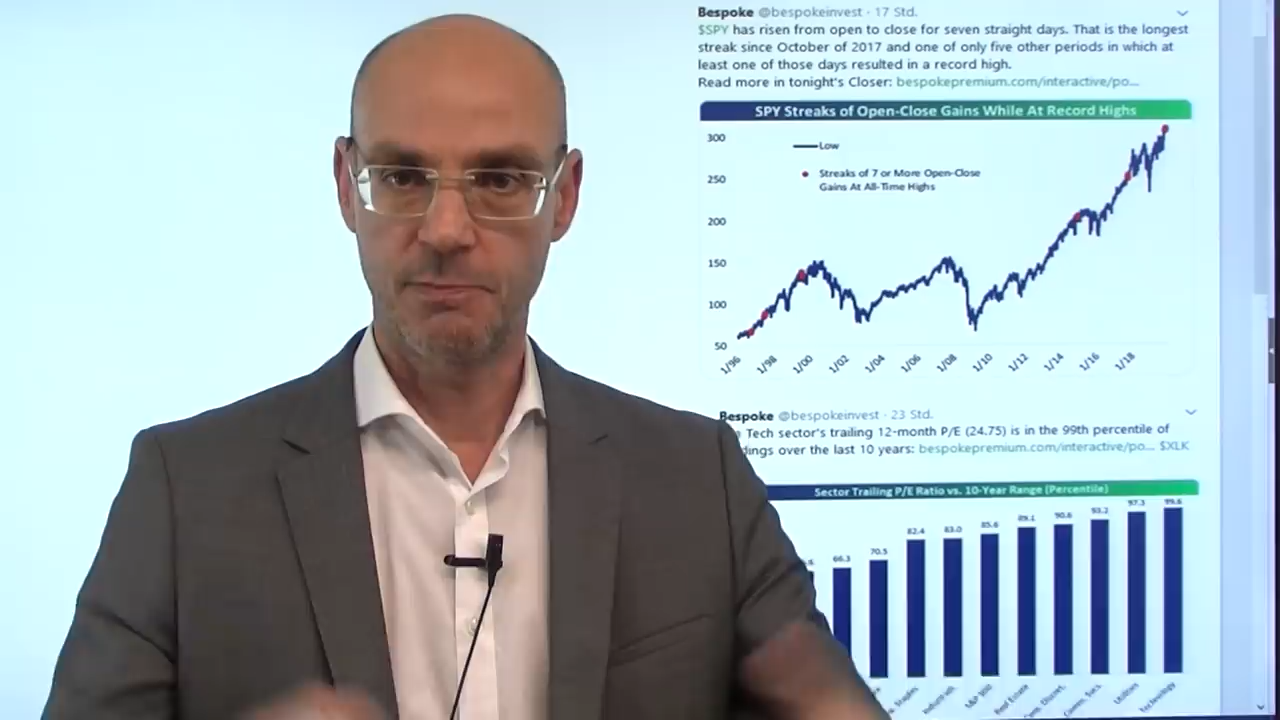 Bespoke @bespokeinvest · 17 Std.
$SPY has risen from open to close for seven straight days. That is the longest
streak since October of 2017 and one of only five other periods in which at
least one of those days resulted in a record high.
Read more in tonight's Closer: bespokepremium.com/interactive/po...
SPY Streaks of Open-Close Gains While At Record Highs
300
250
200
150
100
50
Low
Streaks of 7 or More Open-Close
Gains At All-Time Highs
1/96 1/98 1/00 1/02 1/04 1/06 1/08 1/10 1/12 1/14 1/16 1/18
Bespoke @bespokeinvest · 23 Std.
Tech sector's trailing 12-month P/E (24.75) is in the 99th percentile of
over the last 10 years: bespokepremium.com/interactive/po... $XLK
Sector Trailing P/E Ratio vs. 10-Year Range (Percentile)
66.3 70.5 82.4 83.0 85.6 89.1 90.6 93.2 97.3 99.6
S&P 500 Real Estate Utilities Technology